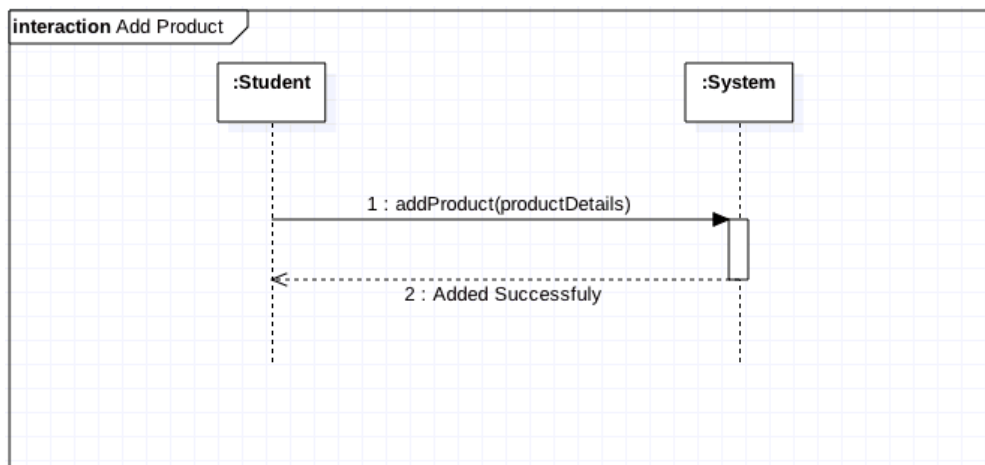 interaction Add Product
:Student
:System
1 : addProduct(productDetails)
2 : Added Successfuly